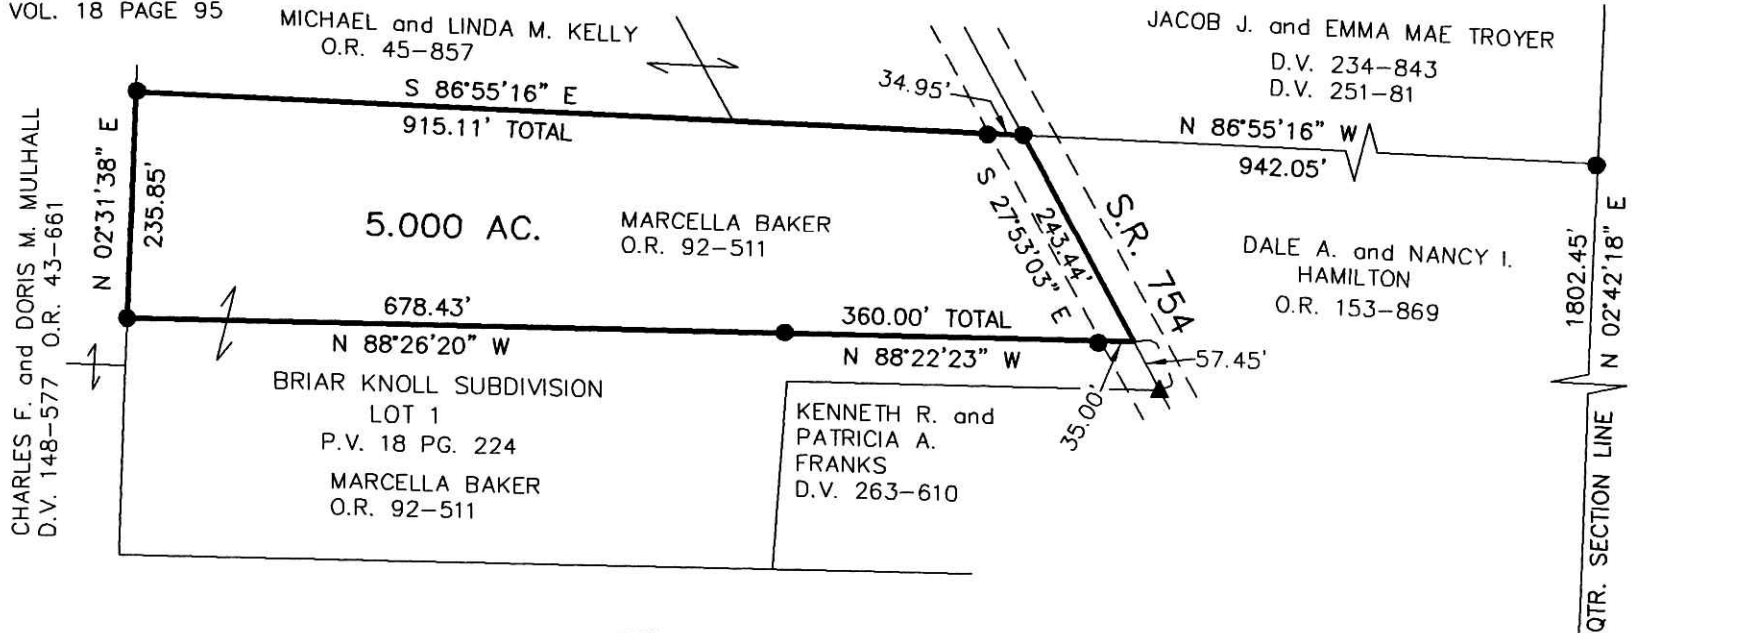 VOL. 18 PAGE 95
MICHAEL and LINDA M. KELLY
O.R. 45-857
JACOB J. and EMMA MAE TROYER
D.V. 234-843
D.V. 251-81
S 86°55'16" E
915.11' TOTAL
34.95'
N 86°55'16" W
942.05'
CHARLES F. and DORIS M. MULHALL
D.V. 148-577 O.R. 43-661
N 02°31'38" E
235.85'
5.000 AC.
MARCELLA BAKER
O.R. 92-511
S 27°53'03" E
243.44'
S.R. 754
DALE A. and NANCY I.
HAMILTON
O.R. 153-869
1802.45'
N 02°42'18" E
QTR. SECTION LINE
678.43'
N 88°26'20" W
360.00' TOTAL
N 88°22'23" W
57.45'
35.00'
BRIAR KNOLL SUBDIVISION
LOT 1
P.V. 18 PG. 224
MARCELLA BAKER
O.R. 92-511
KENNETH R. and
PATRICIA A.
FRANKS
D.V. 263-610